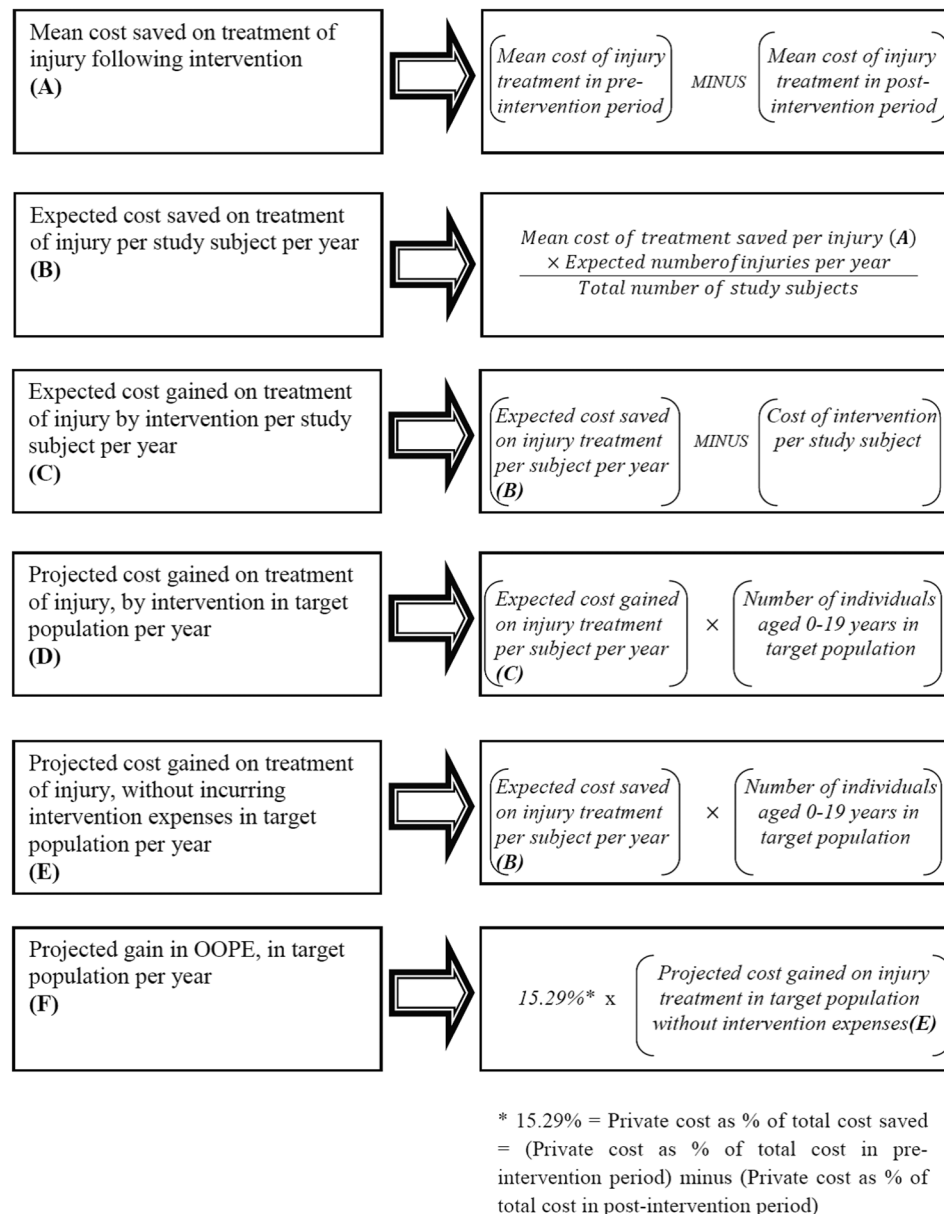 Mean cost saved on treatment of
injury following intervention
(A)
Mean cost of injury
treatment in pre-
intervention period
MINUS
Mean cost of injury
treatment in post-
intervention period
Expected cost saved on treatment
of injury per study subject per year
(B)
Mean cost of treatment saved per injury (A)
× Expected numberofinjuries per year
Total number of study subjects
Expected cost gained on treatment
of injury by intervention per study
subject per year
(C)
Expected cost saved
on injury treatment
per subject per year
(B)
MINUS
Cost of intervention
per study subject
Projected cost gained on treatment
of injury, by intervention in target
population per year
(D)
Expected cost gained
on injury treatment
per subject per year
(C)
×
Number of individuals
aged 0-19 years in
target population
Projected cost gained on treatment
of injury, without incurring
intervention expenses in target
population per year
(E)
Expected cost saved
on injury treatment
per subject per year
(B)
×
Number of individuals
aged 0-19 years in
target population
Projected gain in OOPE, in target
population per year
(F)
15.29%* x
Projected cost gained on injury
treatment in target population
without intervention expenses(E)
* 15.29% = Private cost as % of total cost saved
= (Private cost as % of total cost in pre-
intervention period) minus (Private cost as % of
total cost in post-intervention period)